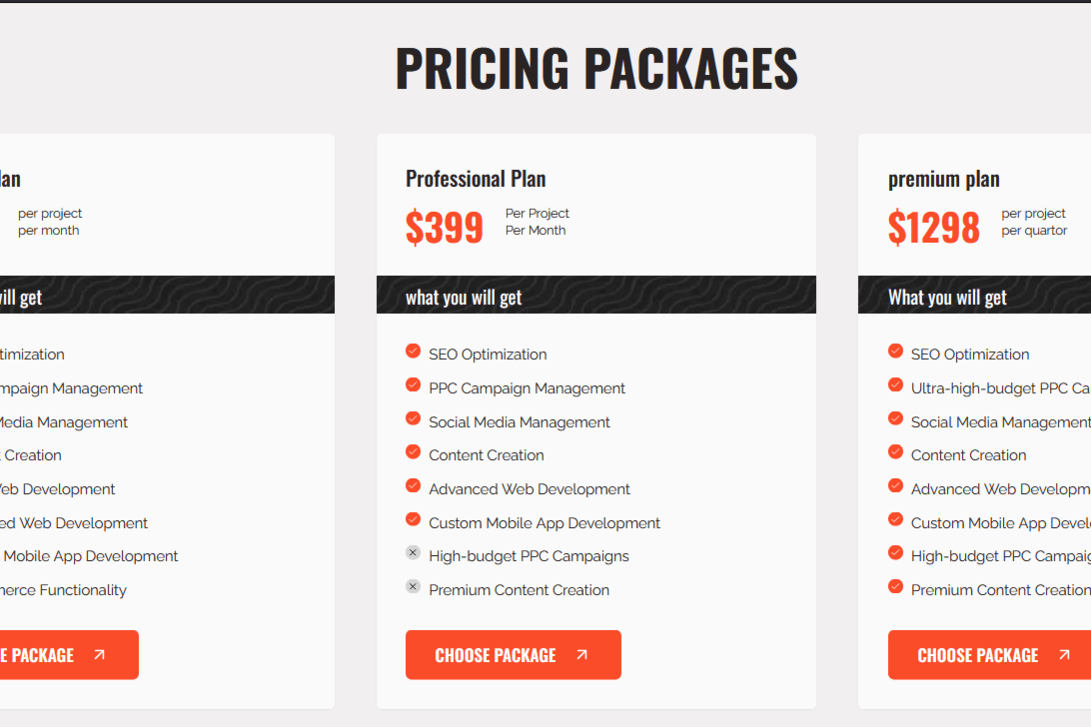 PRICING PACKAGES
lan
per project
per month
will get
timization
mpaign Management
Media Management
Creation
Web Development
ed Web Development
Mobile App Development
merce Functionality
E PACKAGE
Professional Plan
$399
Per Project
Per Month
what you will get
SEO Optimization
PPC Campaign Management
Social Media Management
Content Creation
Advanced Web Development
Custom Mobile App Development
High-budget PPC Campaigns
Premium Content Creation
CHOOSE PACKAGE
premium plan
$1298
per project
per quartor
What you will get
SEO Optimization
Ultra-high-budget PPC Ca
Social Media Management
Content Creation
Advanced Web Developm
Custom Mobile App Devel
High-budget PPC Campaig
Premium Content Creation
CHOOSE PACKAGE